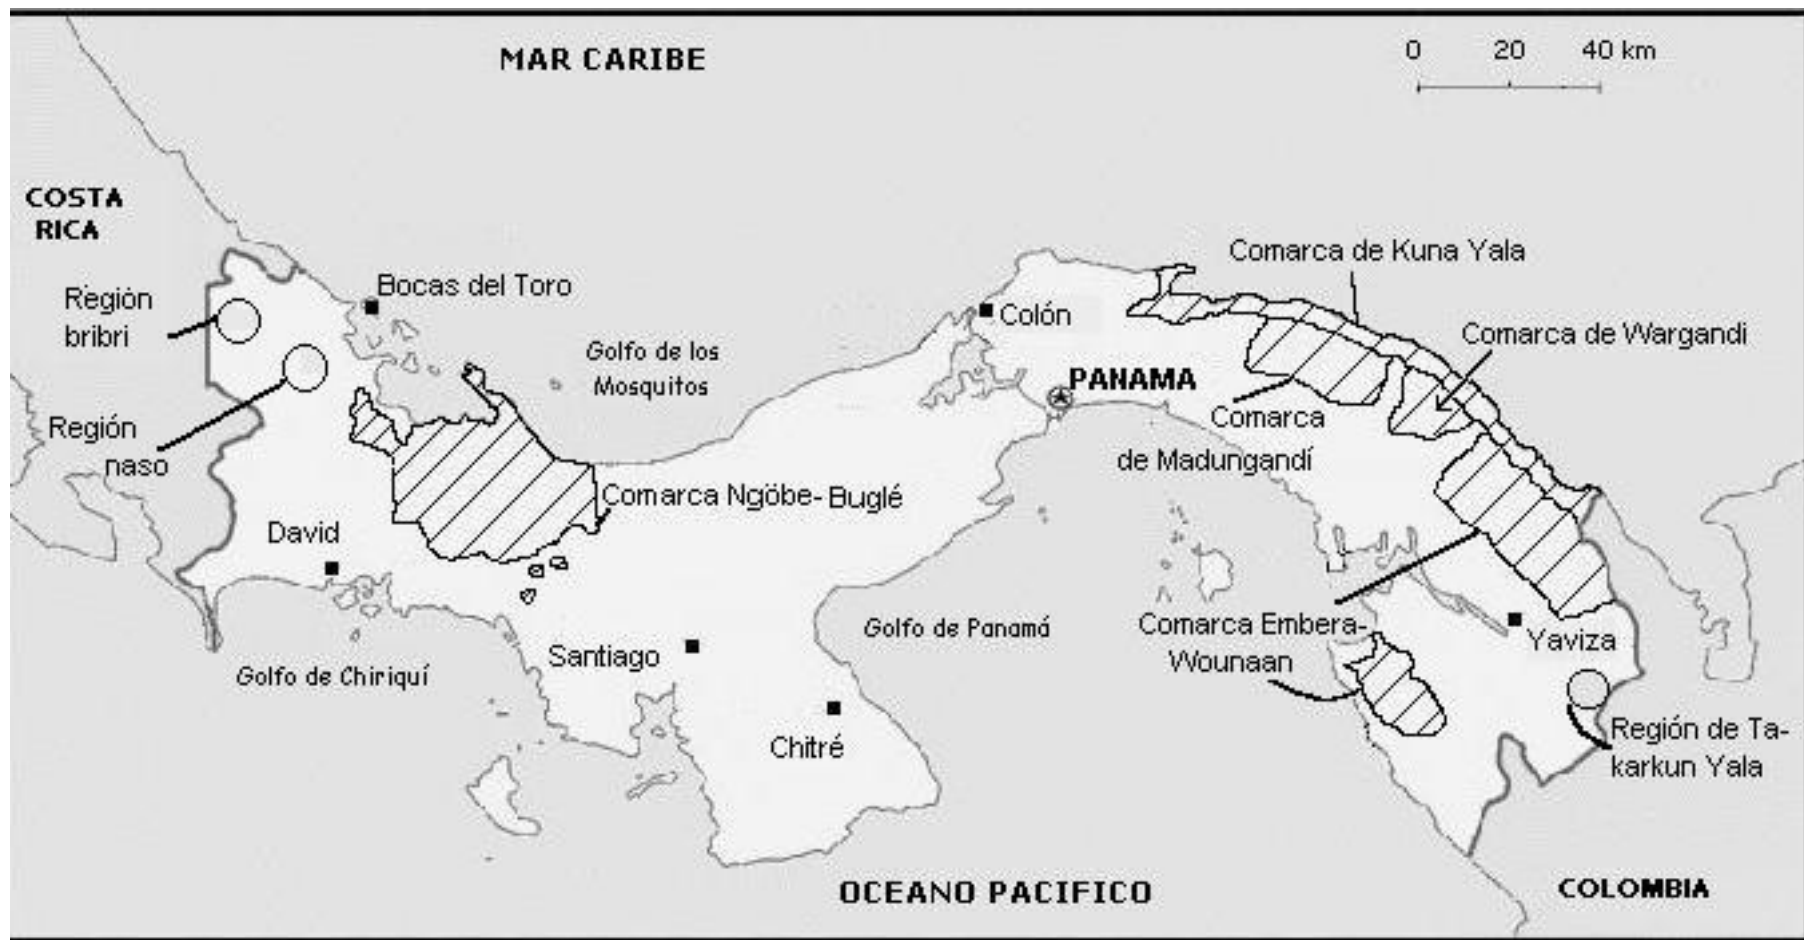 MAR CARIBE
0 20 40 km
COSTA
RICA
Comarca de Kuna Yala
Región
bribri
Bocas del Toro
Colón
Comarca de Wargandi
Golfo de los
Mosquitos
PANAMA
Comarca
de Madungandí
Región
naso
Comarca Ngöbe-Buglé
David
Golfo de Panamá
Comarca Embera-
Wounaan
Yaviza
Santiago
Golfo de Chiriquí
Chitré
Región de Ta-
karkun Yala
OCEANO PACIFICO
COLOMBIA